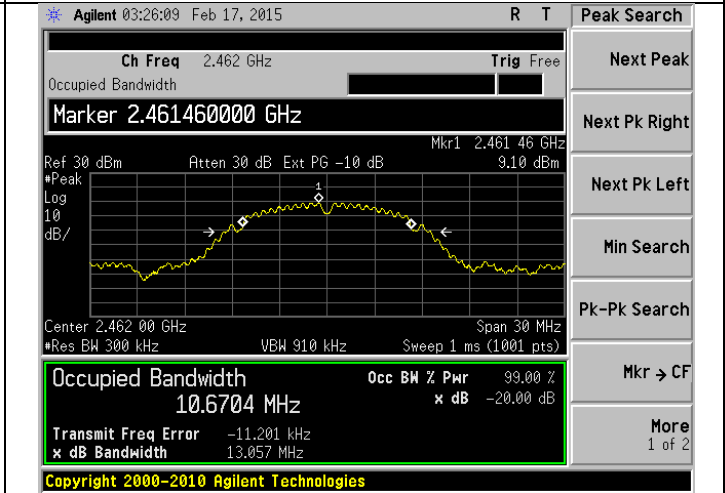 Agilent 03:26:09 Feb 17, 2015 R T Peak Search
Ch Freq 2.462 GHz Trig Free
Occupied Bandwidth
Marker 2.461460000 GHz
Mkr1 2.461 46 GHz
Ref 30 dBm Atten 30 dB Ext PG -10 dB 9.10 dBm
#Peak
Log
10
dB/
1
Center 2.462 00 GHz Span 30 MHz
#Res BW 300 kHz VBW 910 kHz Sweep 1 ms (1001 pts)
Occupied Bandwidth Occ BW % Pwr 99.00 %
10.6704 MHz x dB -20.00 dB
Transmit Freq Error -11.201 kHz
x dB Bandwidth 13.057 MHz
Copyright 2000-2010 Agilent Technologies
Next Peak
Next Pk Right
Next Pk Left
Min Search
Pk-Pk Search
Mkr → CF
More
1 of 2